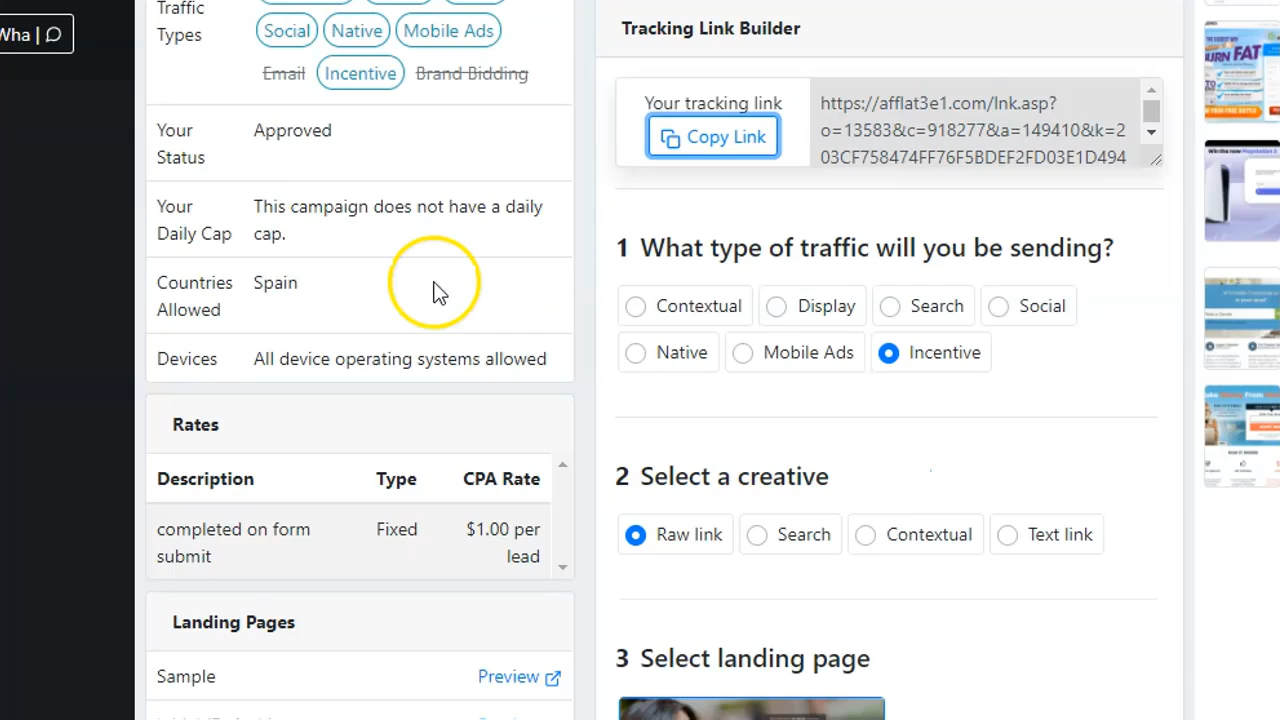 Wha |
Traffic
Types
Social Native Mobile Ads
Email Incentive Brand Bidding
Your
Status
Approved
Your
Daily Cap
This campaign does not have a daily
cap.
Countries
Allowed
Spain
Devices
All device operating systems allowed
Rates
Description Type CPA Rate
completed on form
submit
Fixed
$1.00 per
lead
Landing Pages
Sample
Preview
Tracking Link Builder
Your tracking link
Copy Link
https://afflat3e1.com/lnk.asp?
o=13583&c=918277&a=149410&k=2
03CF758474FF76F5BDEF2FD03E1D494
1 What type of traffic will you be sending?
Contextual Display Search Social
Native Mobile Ads Incentive
2 Select a creative
Raw link Search Contextual Text link
3 Select landing page